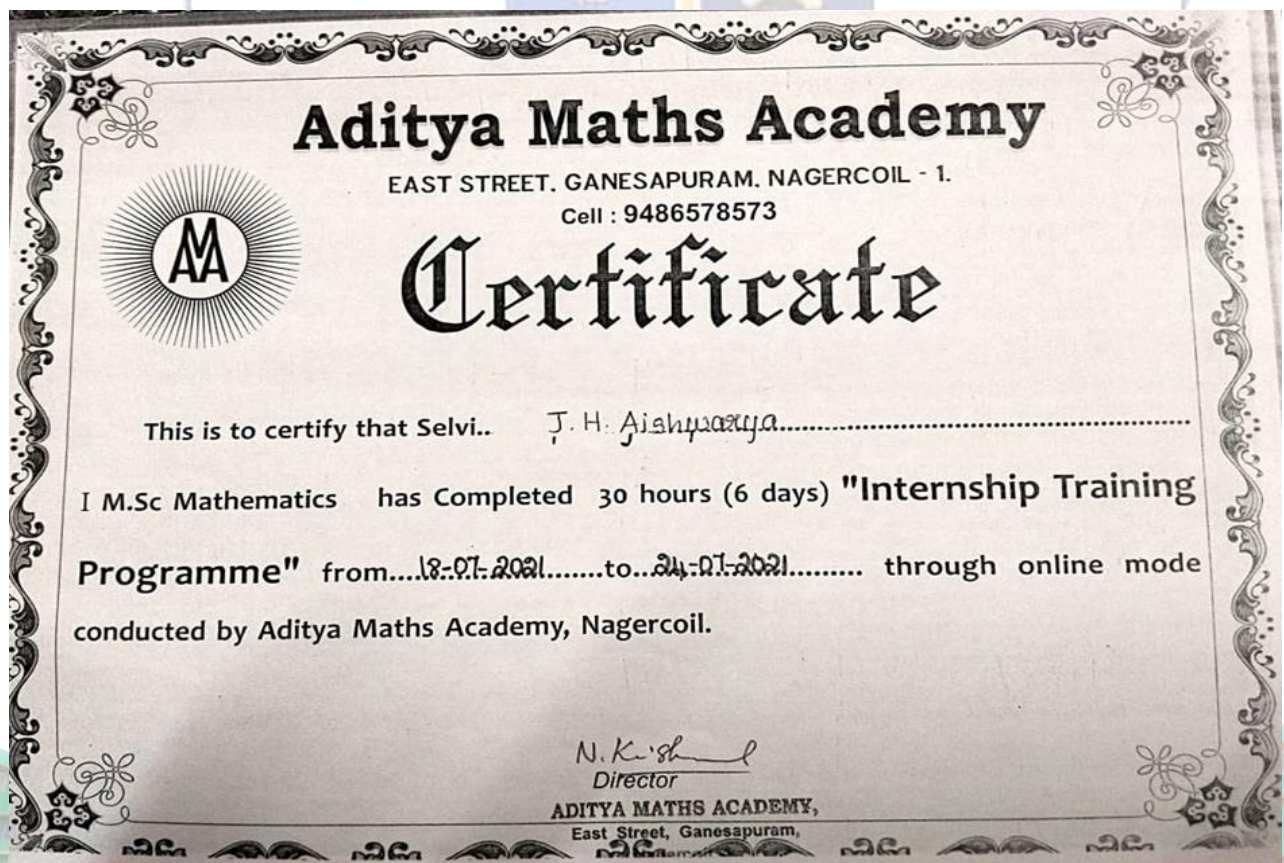 Aditya Maths Academy
EAST STREET. GANESAPURAM. NAGERCOIL - 1.
Cell : 9486578573
AMA
Certificate
This is to certify that Selvi.. J. H. Aishwarya...............
I M.Sc Mathematics has Completed 30 hours (6 days) "Internship Training
Programme" from....18-07-2021.......to...24-07-2021......... through online mode
conducted by Aditya Maths Academy, Nagercoil.
Director
ADITYA MATHS ACADEMY,
East Street, Ganesapuram,